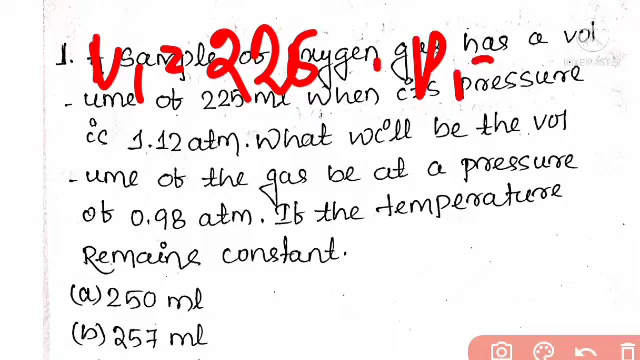 1. A sample of oxygen gas has a vol
V₁ = 226 . P₁ -
-ume of 225 ml when its pressure
is 1.12 atm. What will be the vol
-ume of the gas be at a pressure
of 0.98 atm. If the temperature
Remains constant.
(a) 250 ml
(b) 257 ml